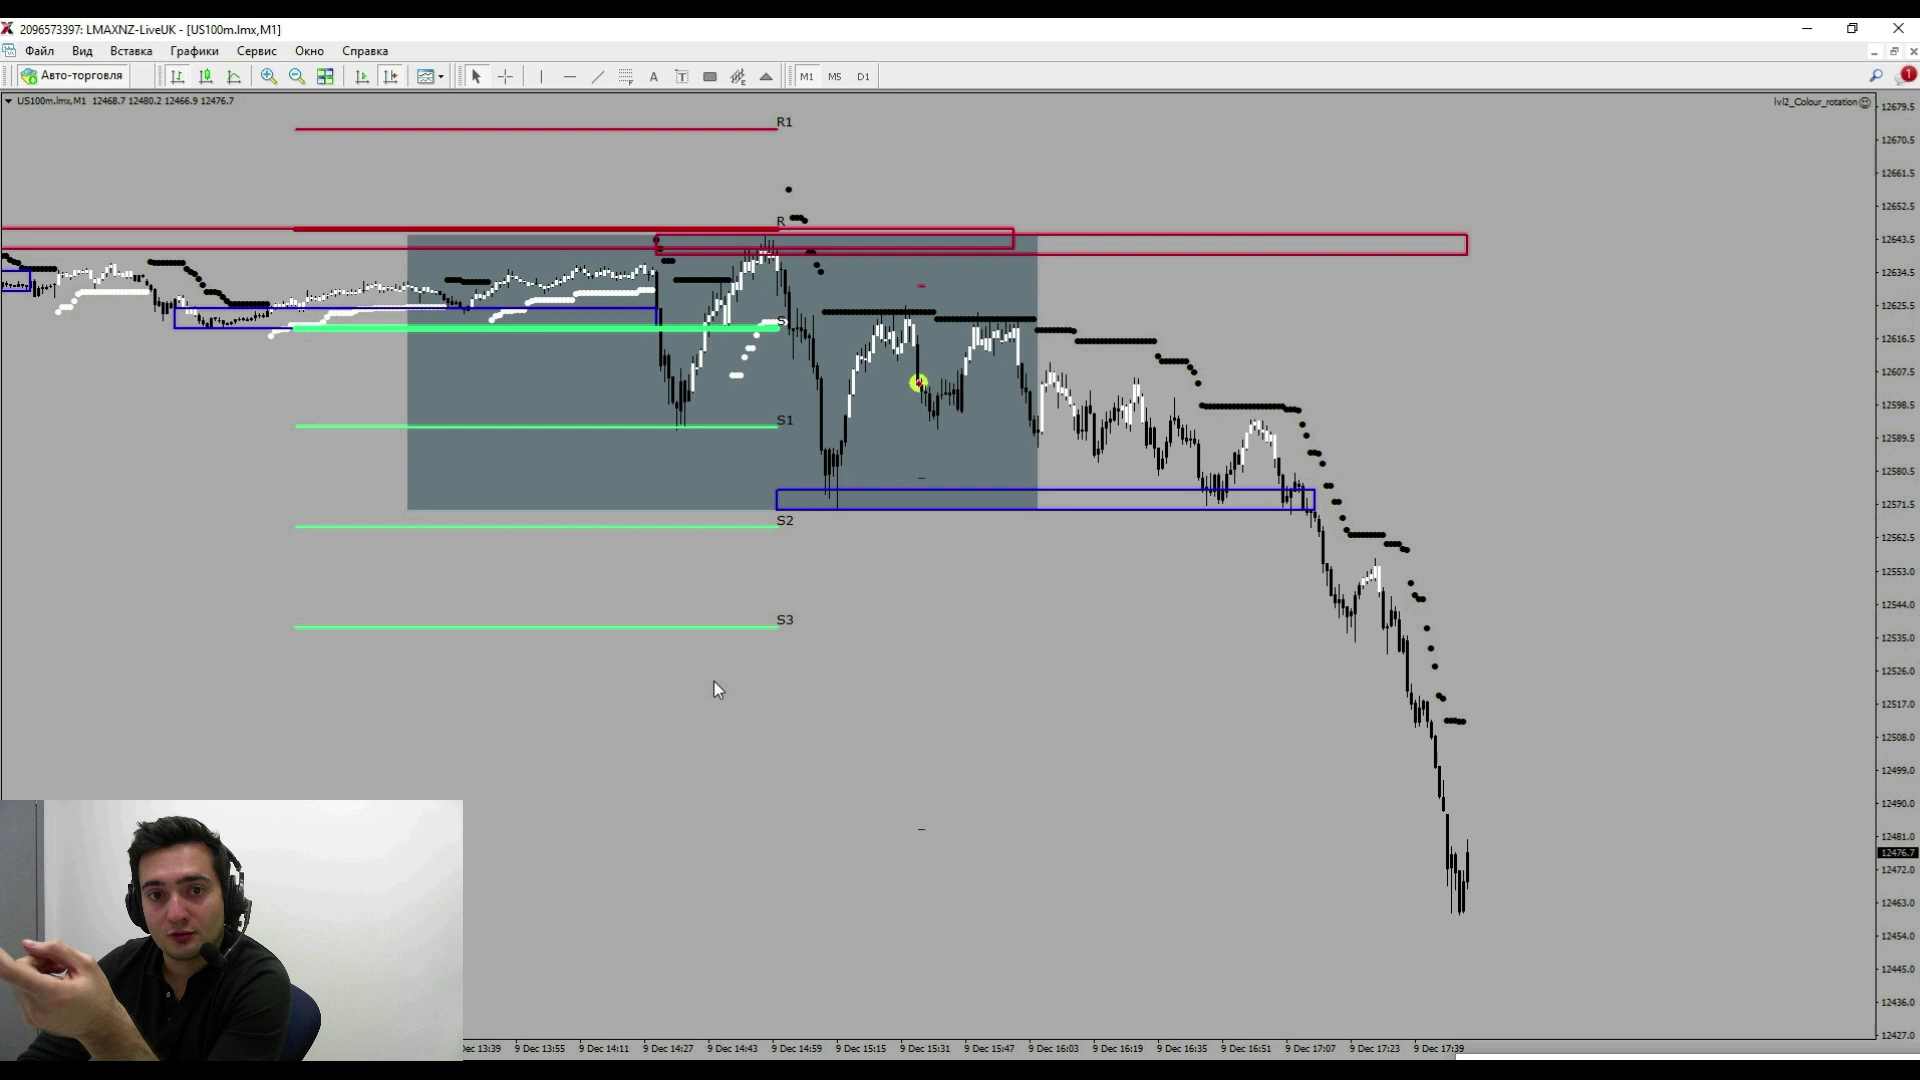 2096573397: LMAXNZ-LiveUK - [US100m.lmx,M1]
Файл Вид Вставка Графики Сервис Окно Справка
Авто-торговля A T M1 M5 D1 1
US100m.lmx,M1 12468.7 12480.2 12466.9 12476.7
lvl2_Colour_rotation
R1
R
S
S1
S2
S3
12679.5
12670.5
12661.5
12652.5
12643.5
12634.5
12625.5
12616.5
12607.5
12598.5
12589.5
12580.5
12571.5
12562.5
12553.0
12544.0
12535.0
12526.0
12517.0
12508.0
12499.0
12490.0
12481.0
12476.7
12472.0
12463.0
12454.0
12445.0
12436.0
12427.0
Dec 13:39 9 Dec 13:55 9 Dec 14:11 9 Dec 14:27 9 Dec 14:43 9 Dec 14:59 9 Dec 15:15 9 Dec 15:31 9 Dec 15:47 9 Dec 16:03 9 Dec 16:19 9 Dec 16:35 9 Dec 16:51 9 Dec 17:07 9 Dec 17:23 9 Dec 17:39